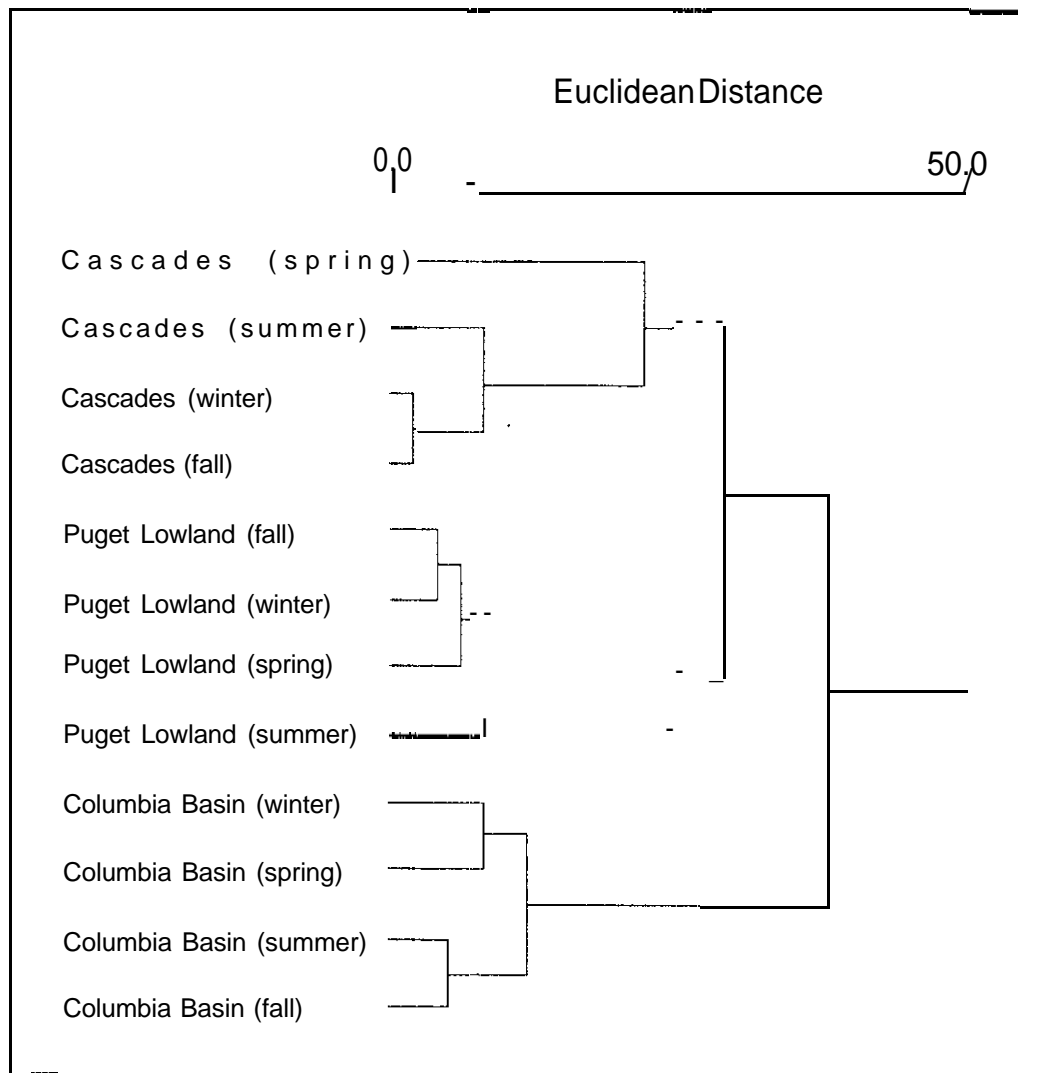 Euclidean Distance
0.0 50.0
Cascades (spring)
Cascades (summer)
Cascades (winter)
Cascades (fall)
Puget Lowland (fall)
Puget Lowland (winter)
Puget Lowland (spring)
Puget Lowland (summer)
Columbia Basin (winter)
Columbia Basin (spring)
Columbia Basin (summer)
Columbia Basin (fall)